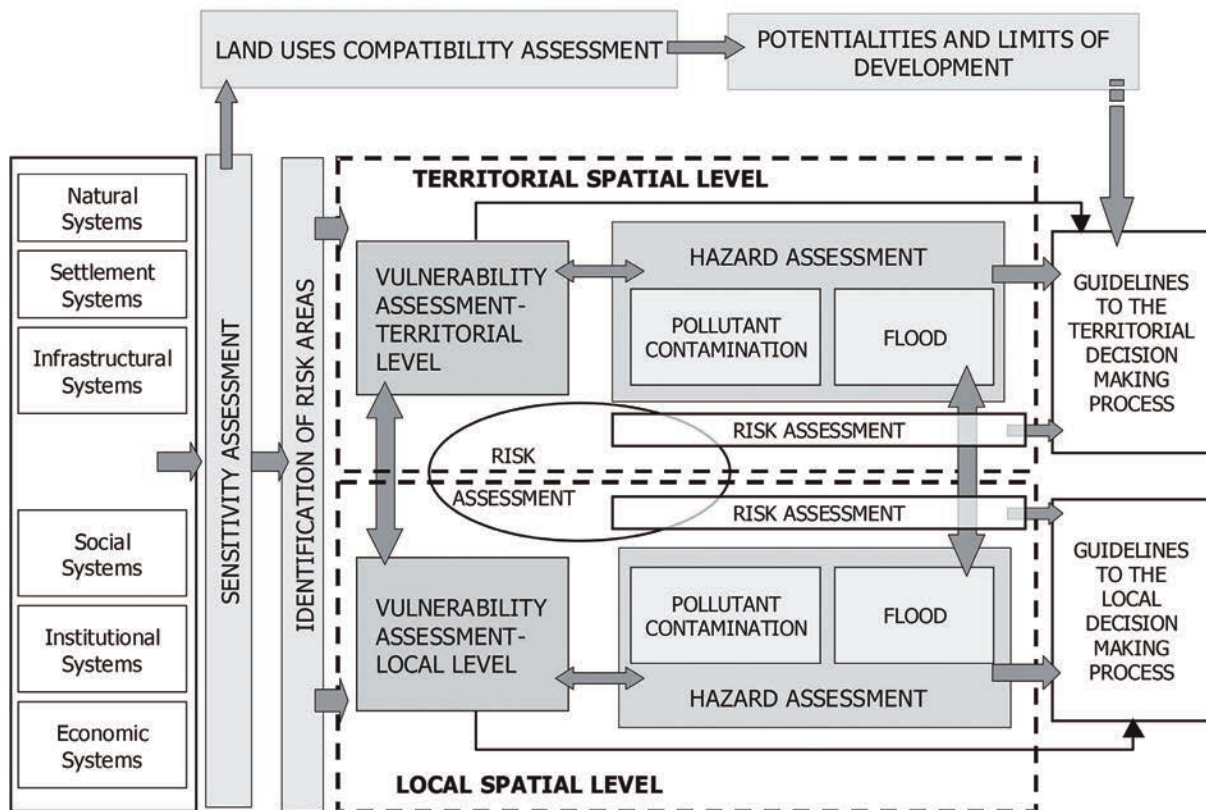 LAND USES COMPATIBILITY ASSESSMENT
POTENTIALITIES AND LIMITS OF
DEVELOPMENT
Natural
Systems
Settlement
Systems
Infrastructural
Systems
Social
Systems
Institutional
Systems
Economic
Systems
SENSITIVITY ASSESSMENT
IDENTIFICATION OF RISK AREAS
TERRITORIAL SPATIAL LEVEL
VULNERABILITY
ASSESSMENT-
TERRITORIAL
LEVEL
HAZARD ASSESSMENT
POLLUTANT
CONTAMINATION
FLOOD
RISK ASSESSMENT
GUIDELINES
TO THE
TERRITORIAL
DECISION
MAKING
PROCESS
RISK
ASSESSMENT
RISK ASSESSMENT
VULNERABILITY
ASSESSMENT-
LOCAL LEVEL
POLLUTANT
CONTAMINATION
FLOOD
HAZARD ASSESSMENT
GUIDELINES
TO THE
LOCAL
DECISION
MAKING
PROCESS
LOCAL SPATIAL LEVEL